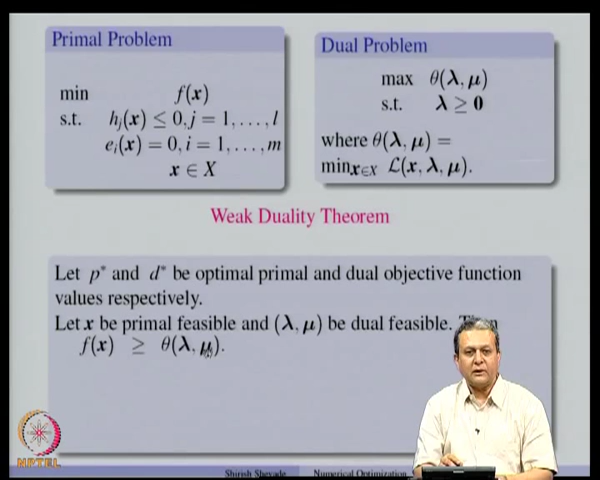 Primal Problem
min f(x)
s.t. h_j(x) ≤ 0, j = 1, . . . , l
e_i(x) = 0, i = 1, . . . , m
x ∈ X
Dual Problem
max θ(λ, μ)
s.t. λ ≥ 0
where θ(λ, μ) =
min_{x∈X} ℒ(x, λ, μ).
Weak Duality Theorem
Let p* and d* be optimal primal and dual objective function
values respectively.
Let x be primal feasible and (λ, μ) be dual feasible.
f(x) ≥ θ(λ, μ).
NPTEL
Shirish Shevade Numerical Optimization